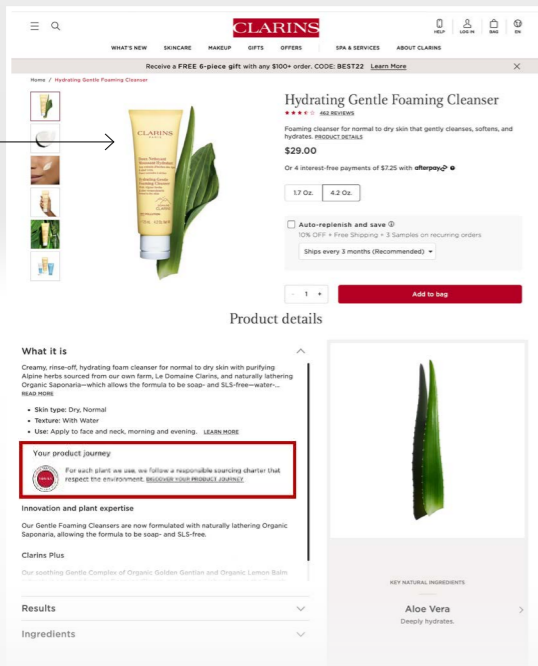 CLARINS
HELP
LOG IN
BAG
EN
WHAT'S NEW SKINCARE MAKEUP GIFTS OFFERS SPA & SERVICES ABOUT CLARINS
Receive a FREE 6-piece gift with any $100+ order. CODE: BEST22 Learn More
Home / Hydrating Gentle Foaming Cleanser
CLARINS
Hydrating Gentle Foaming Cleanser
462 REVIEWS
Foaming cleanser for normal to dry skin that gently cleanses, softens, and
hydrates. PRODUCT DETAILS
$29.00
Or 4 interest-free payments of $7.25 with afterpay
1.7 Oz. 4.2 Oz.
Auto-replenish and save
10% OFF + Free Shipping + 3 Samples on recurring orders
Ships every 3 months (Recommended)
- 1 +
Add to bag
Product details
What it is
Creamy, rinse-off, hydrating foam cleanser for normal to dry skin with purifying
Alpine herbs sourced from our own farm, Le Domaine Clarins, and naturally lathering
Organic Saponaria—which allows the formula to be soap- and SLS-free—water-...
READ MORE
• Skin type: Dry, Normal
• Texture: With Water
• Use: Apply to face and neck, morning and evening. LEARN MORE
Your product journey
For each plant we use, we follow a responsible sourcing charter that
respect the environment. DISCOVER YOUR PRODUCT JOURNEY
Innovation and plant expertise
Our Gentle Foaming Cleansers are now formulated with naturally lathering Organic
Saponaria, allowing the formula to be soap- and SLS-free.
Clarins Plus
Our soothing Gentle Complex of Organic Golden Gentian and Organic Lemon Balm
Results
Ingredients
KEY NATURAL INGREDIENTS
Aloe Vera
Deeply hydrates.